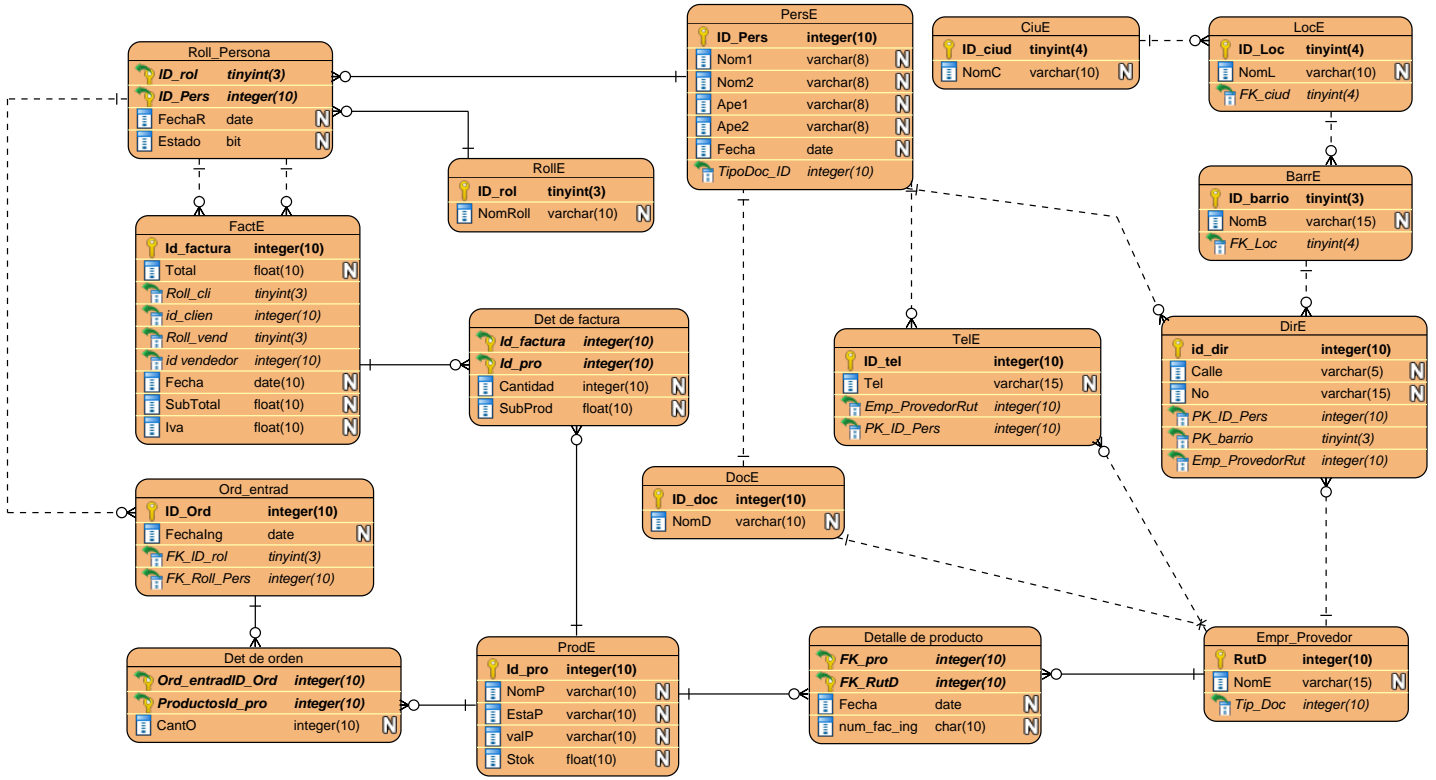 Roll_Persona
ID_rol tinyint(3)
ID_Pers integer(10)
FechaR date N
Estado bit N
PersE
ID_Pers integer(10)
Nom1 varchar(8) N
Nom2 varchar(8) N
Ape1 varchar(8) N
Ape2 varchar(8) N
Fecha date N
TipoDoc_ID integer(10)
CiuE
ID_ciud tinyint(4)
NomC varchar(10) N
LocE
ID_Loc tinyint(4)
NomL varchar(10) N
FK_ciud tinyint(4)
RollE
ID_rol tinyint(3)
NomRoll varchar(10) N
BarrE
ID_barrio tinyint(3)
NomB varchar(15) N
FK_Loc tinyint(4)
FactE
Id_factura integer(10)
Total float(10) N
Roll_cli tinyint(3)
id_clien integer(10)
Roll_vend tinyint(3)
id vendedor integer(10)
Fecha date(10) N
SubTotal float(10) N
Iva float(10) N
Det de factura
Id_factura integer(10)
Id_pro integer(10)
Cantidad integer(10) N
SubProd float(10) N
TelE
ID_tel integer(10)
Tel varchar(15) N
Emp_ProvedorRut integer(10)
PK_ID_Pers integer(10)
DirE
id_dir integer(10)
Calle varchar(5) N
No varchar(15) N
PK_ID_Pers integer(10)
PK_barrio tinyint(3)
Emp_ProvedorRut integer(10)
Ord_entrad
ID_Ord integer(10)
FechaIng date N
FK_ID_rol tinyint(3)
FK_Roll_Pers integer(10)
DocE
ID_doc integer(10)
NomD varchar(10) N
Det de orden
Ord_entradID_Ord integer(10)
ProductosId_pro integer(10)
CantO integer(10) N
ProdE
Id_pro integer(10)
NomP varchar(10) N
EstaP varchar(10) N
valP varchar(10) N
Stok float(10) N
Detalle de producto
FK_pro integer(10)
FK_RutD integer(10)
Fecha date N
num_fac_ing char(10) N
Empr_Provedor
RutD integer(10)
NomE varchar(15) N
Tip_Doc integer(10)